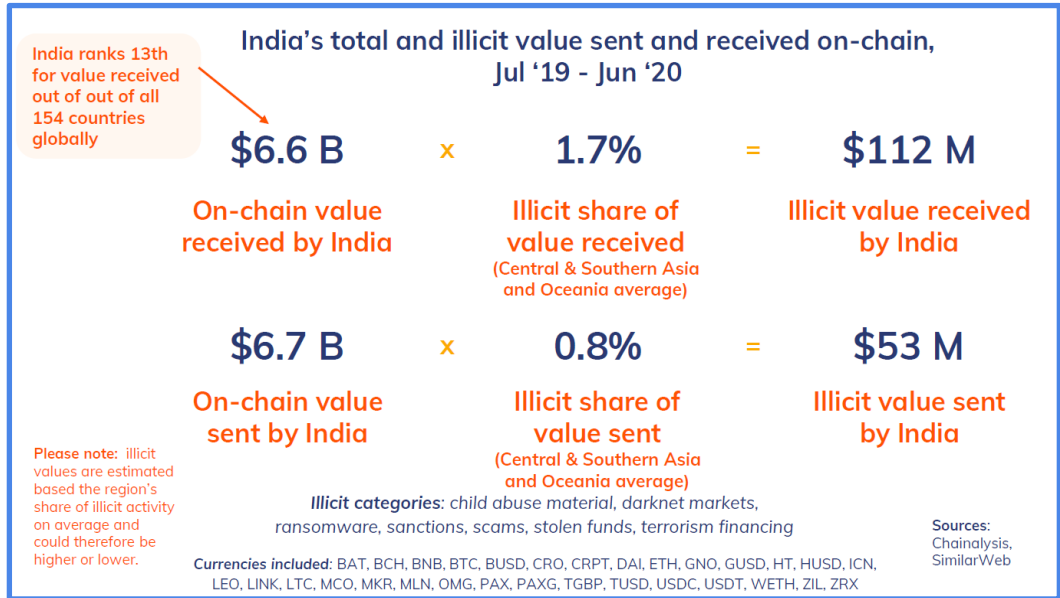 India ranks 13th
for value received
out of out of all
154 countries
globally
India's total and illicit value sent and received on-chain,
Jul '19 - Jun '20
$6.6 B x 1.7% = $112 M
On-chain value
received by India
Illicit share of
value received
(Central & Southern Asia
and Oceania average)
Illicit value received
by India
$6.7 B x 0.8% = $53 M
On-chain value
sent by India
Illicit share of
value sent
(Central & Southern Asia
and Oceania average)
Illicit value sent
by India
Please note: illicit
values are estimated
based the region's
share of illicit activity
on average and
could therefore be
higher or lower.
Illicit categories: child abuse material, darknet markets,
ransomware, sanctions, scams, stolen funds, terrorism financing
Currencies included: BAT, BCH, BNB, BTC, BUSD, CRO, CRPT, DAI, ETH, GNO, GUSD, HT, HUSD, ICN,
LEO, LINK, LTC, MCO, MKR, MLN, OMG, PAX, PAXG, TGBP, TUSD, USDC, USDT, WETH, ZIL, ZRX
Sources:
Chainalysis,
SimilarWeb